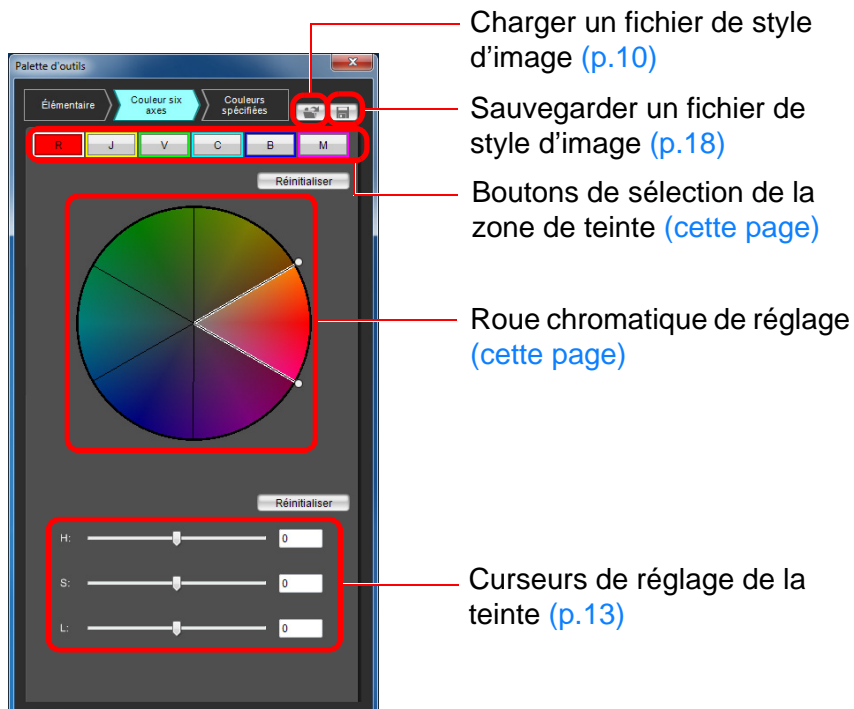 Charger un fichier de style
d'image (p.10)
Palette d'outils
Élémentaire
Couleur six
axes
Couleurs
spécifiées
Sauvegarder un fichier de
style d'image (p.18)
R J V C B M
Réinitialiser
Boutons de sélection de la
zone de teinte (cette page)
Roue chromatique de réglage
(cette page)
Réinitialiser
H: 0
S: 0
L: 0
Curseurs de réglage de la
teinte (p.13)